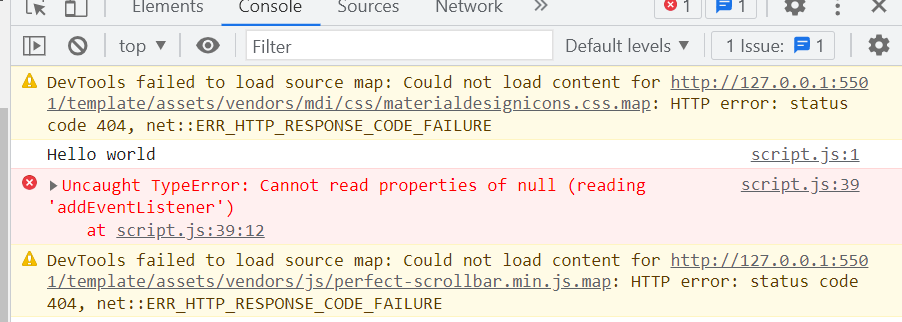 Elements Console Sources Network » 1 1
top ▼ Filter Default levels ▼ 1 Issue: 1
DevTools failed to load source map: Could not load content for http://127.0.0.1:550
1/template/assets/vendors/mdi/css/materialdesignicons.css.map: HTTP error: status
code 404, net::ERR_HTTP_RESPONSE_CODE_FAILURE
Hello world script.js:1
▶Uncaught TypeError: Cannot read properties of null (reading script.js:39
'addEventListener')
at script.js:39:12
DevTools failed to load source map: Could not load content for http://127.0.0.1:550
1/template/assets/vendors/js/perfect-scrollbar.min.js.map: HTTP error: status code
404, net::ERR_HTTP_RESPONSE_CODE_FAILURE